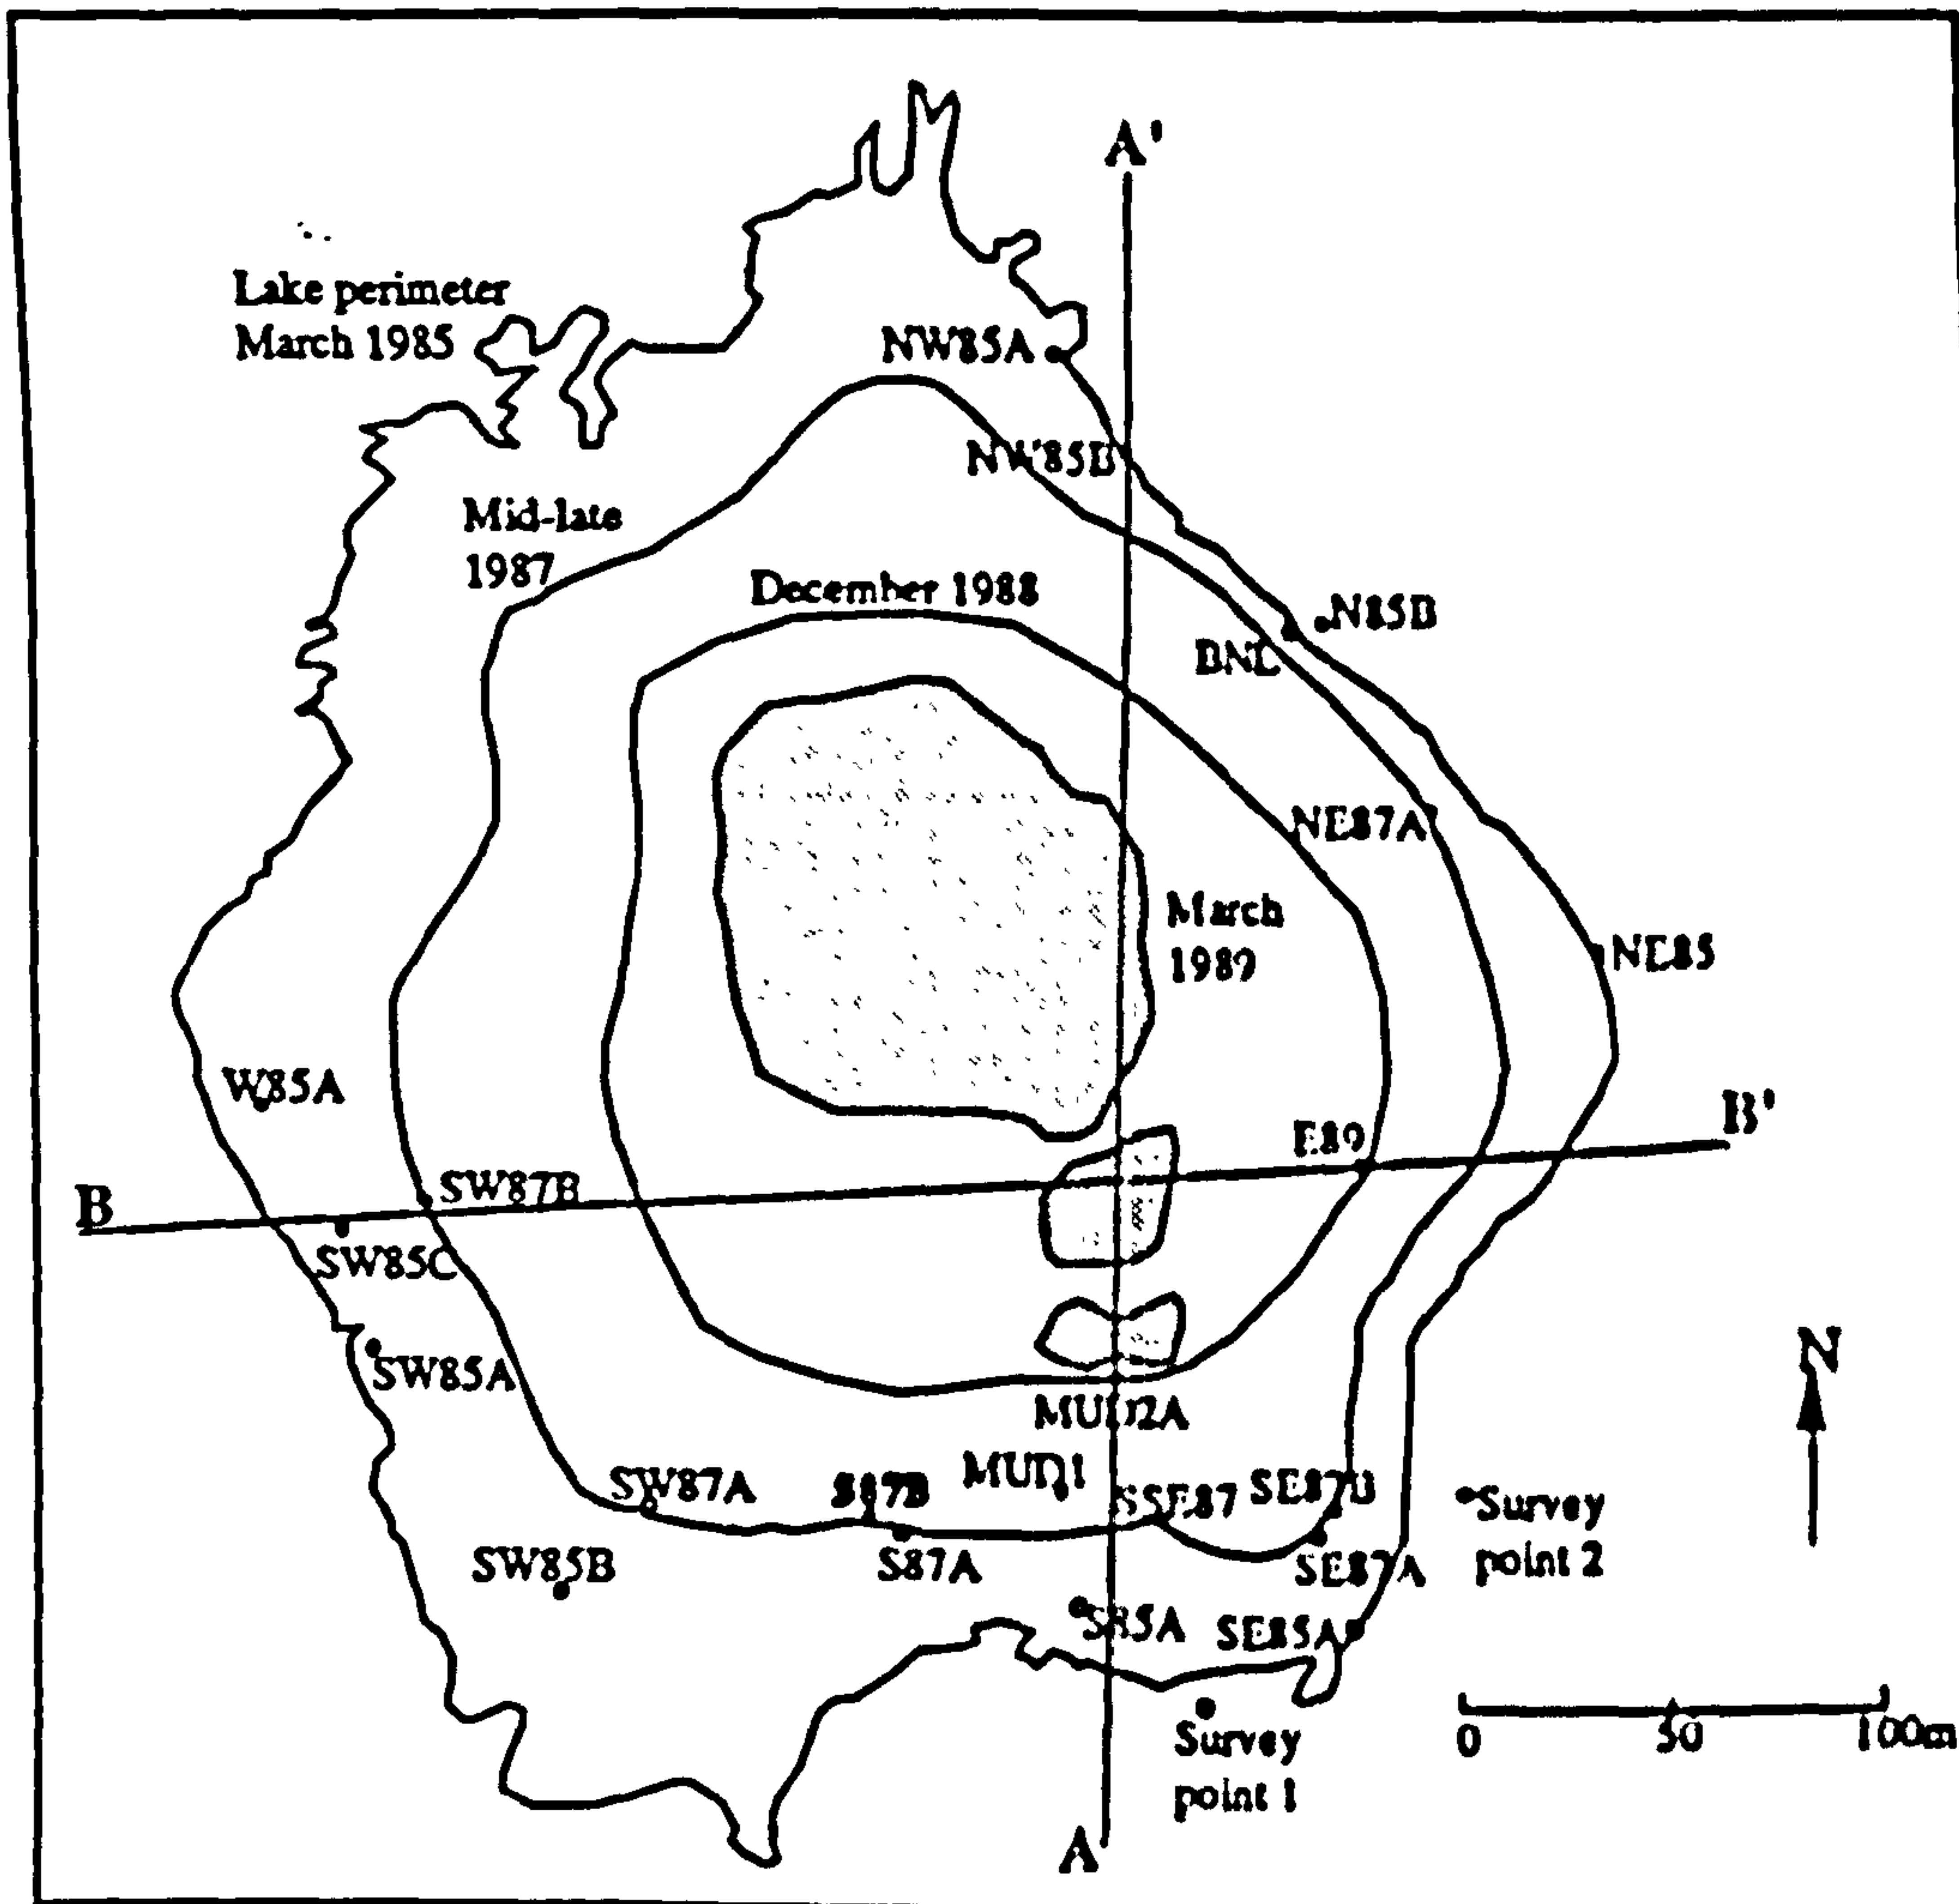 A'
Lake perimeter
March 1985
NW85A
NW85B
Mid-late
1987
December 1988
N85B
BNL
NE87A
March
1989
NE85
W85A
B'
E89
SW87B
B
SW85C
N
SW85A
MUD2A
MUD1
SW87A
S87B
SSE87
SE87B
Survey
point 2
S87A
SE87A
SW85B
S85A
SE85A
0
50
100m
Survey
point 1
A